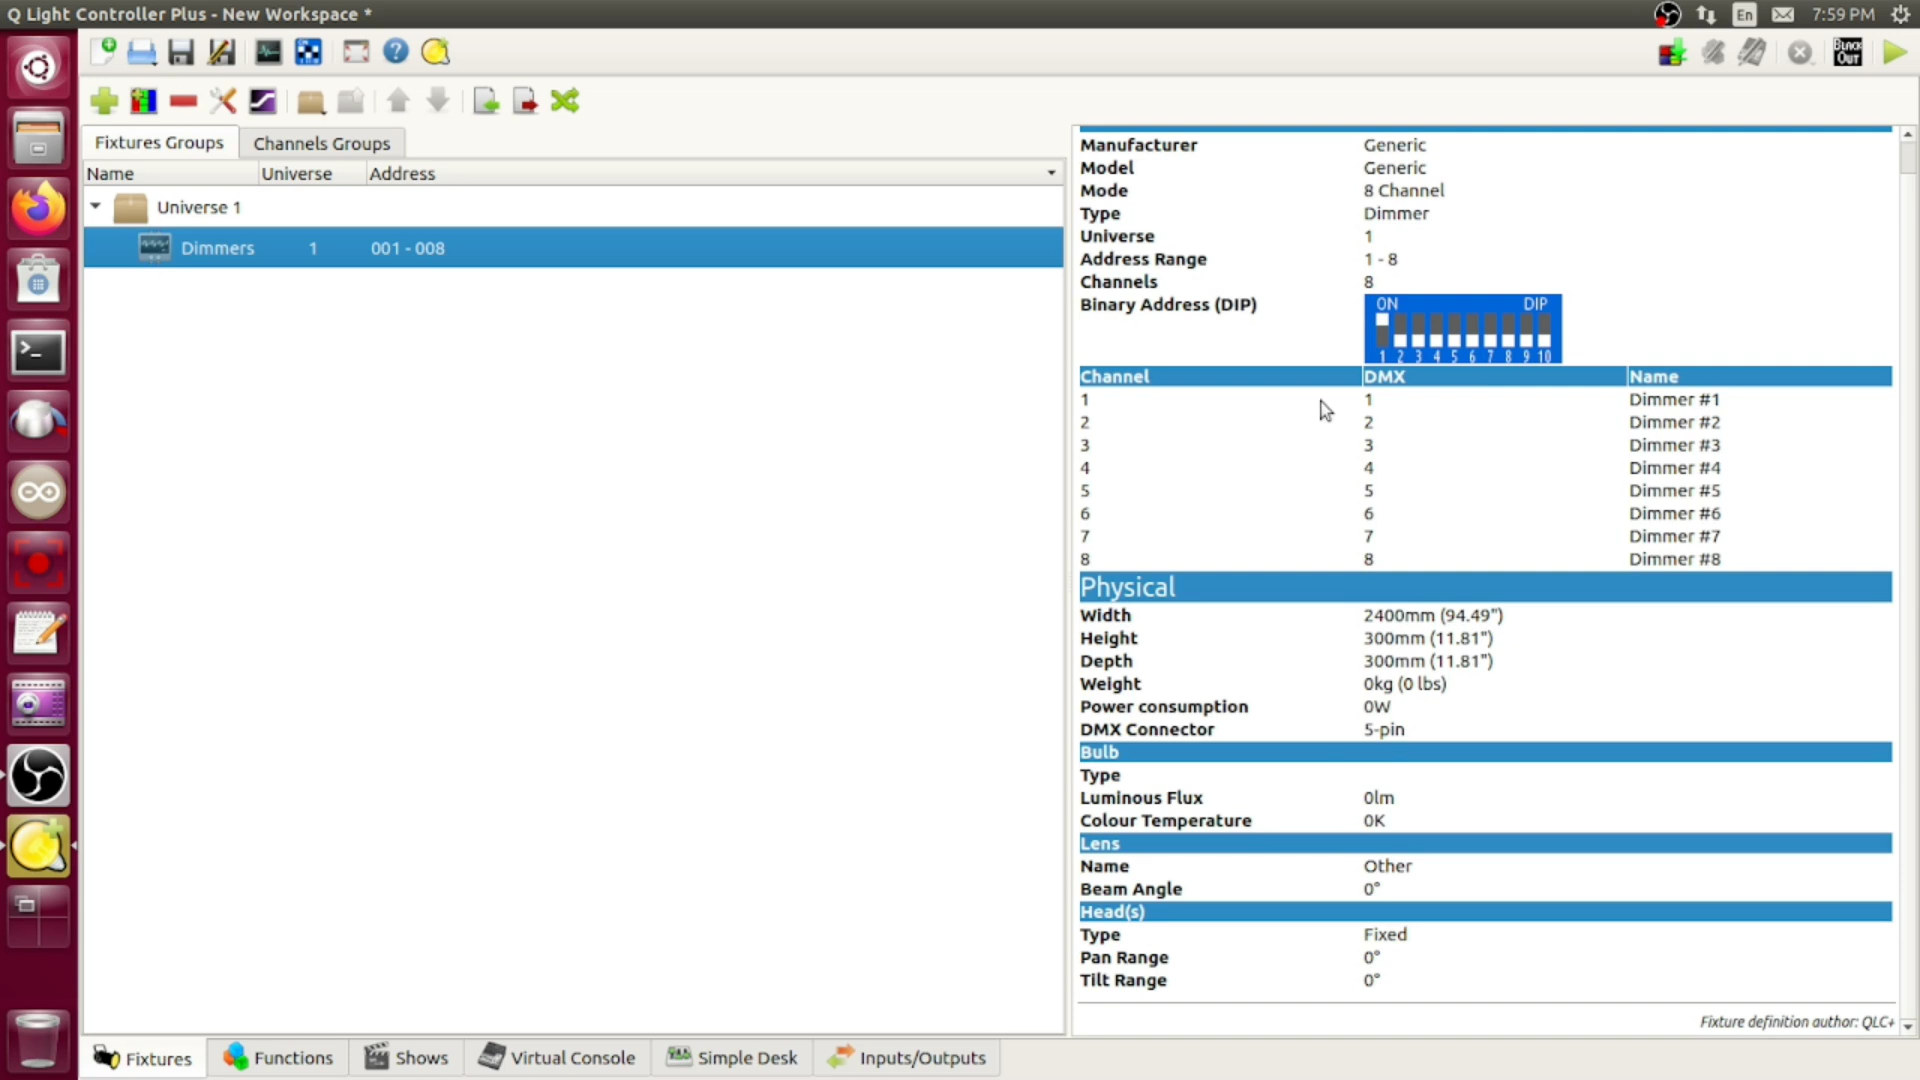 Q Light Controller Plus - New Workspace *
En
7:59 PM
BLACK OUT
Fixtures Groups
Channels Groups
Name Universe Address
Universe 1
Dimmers 1 001 - 008
Manufacturer Generic
Model Generic
Mode 8 Channel
Type Dimmer
Universe 1
Address Range 1 - 8
Channels 8
Binary Address (DIP)
ON DIP
1 2 3 4 5 6 7 8 9 10
Channel DMX Name
1 1 Dimmer #1
2 2 Dimmer #2
3 3 Dimmer #3
4 4 Dimmer #4
5 5 Dimmer #5
6 6 Dimmer #6
7 7 Dimmer #7
8 8 Dimmer #8
Physical
Width 2400mm (94.49")
Height 300mm (11.81")
Depth 300mm (11.81")
Weight 0kg (0 lbs)
Power consumption 0W
DMX Connector 5-pin
Bulb
Type
Luminous Flux 0lm
Colour Temperature 0K
Lens
Name Other
Beam Angle 0°
Head(s)
Type Fixed
Pan Range 0°
Tilt Range 0°
Fixture definition author: QLC+
Fixtures
Functions
Shows
Virtual Console
Simple Desk
Inputs/Outputs